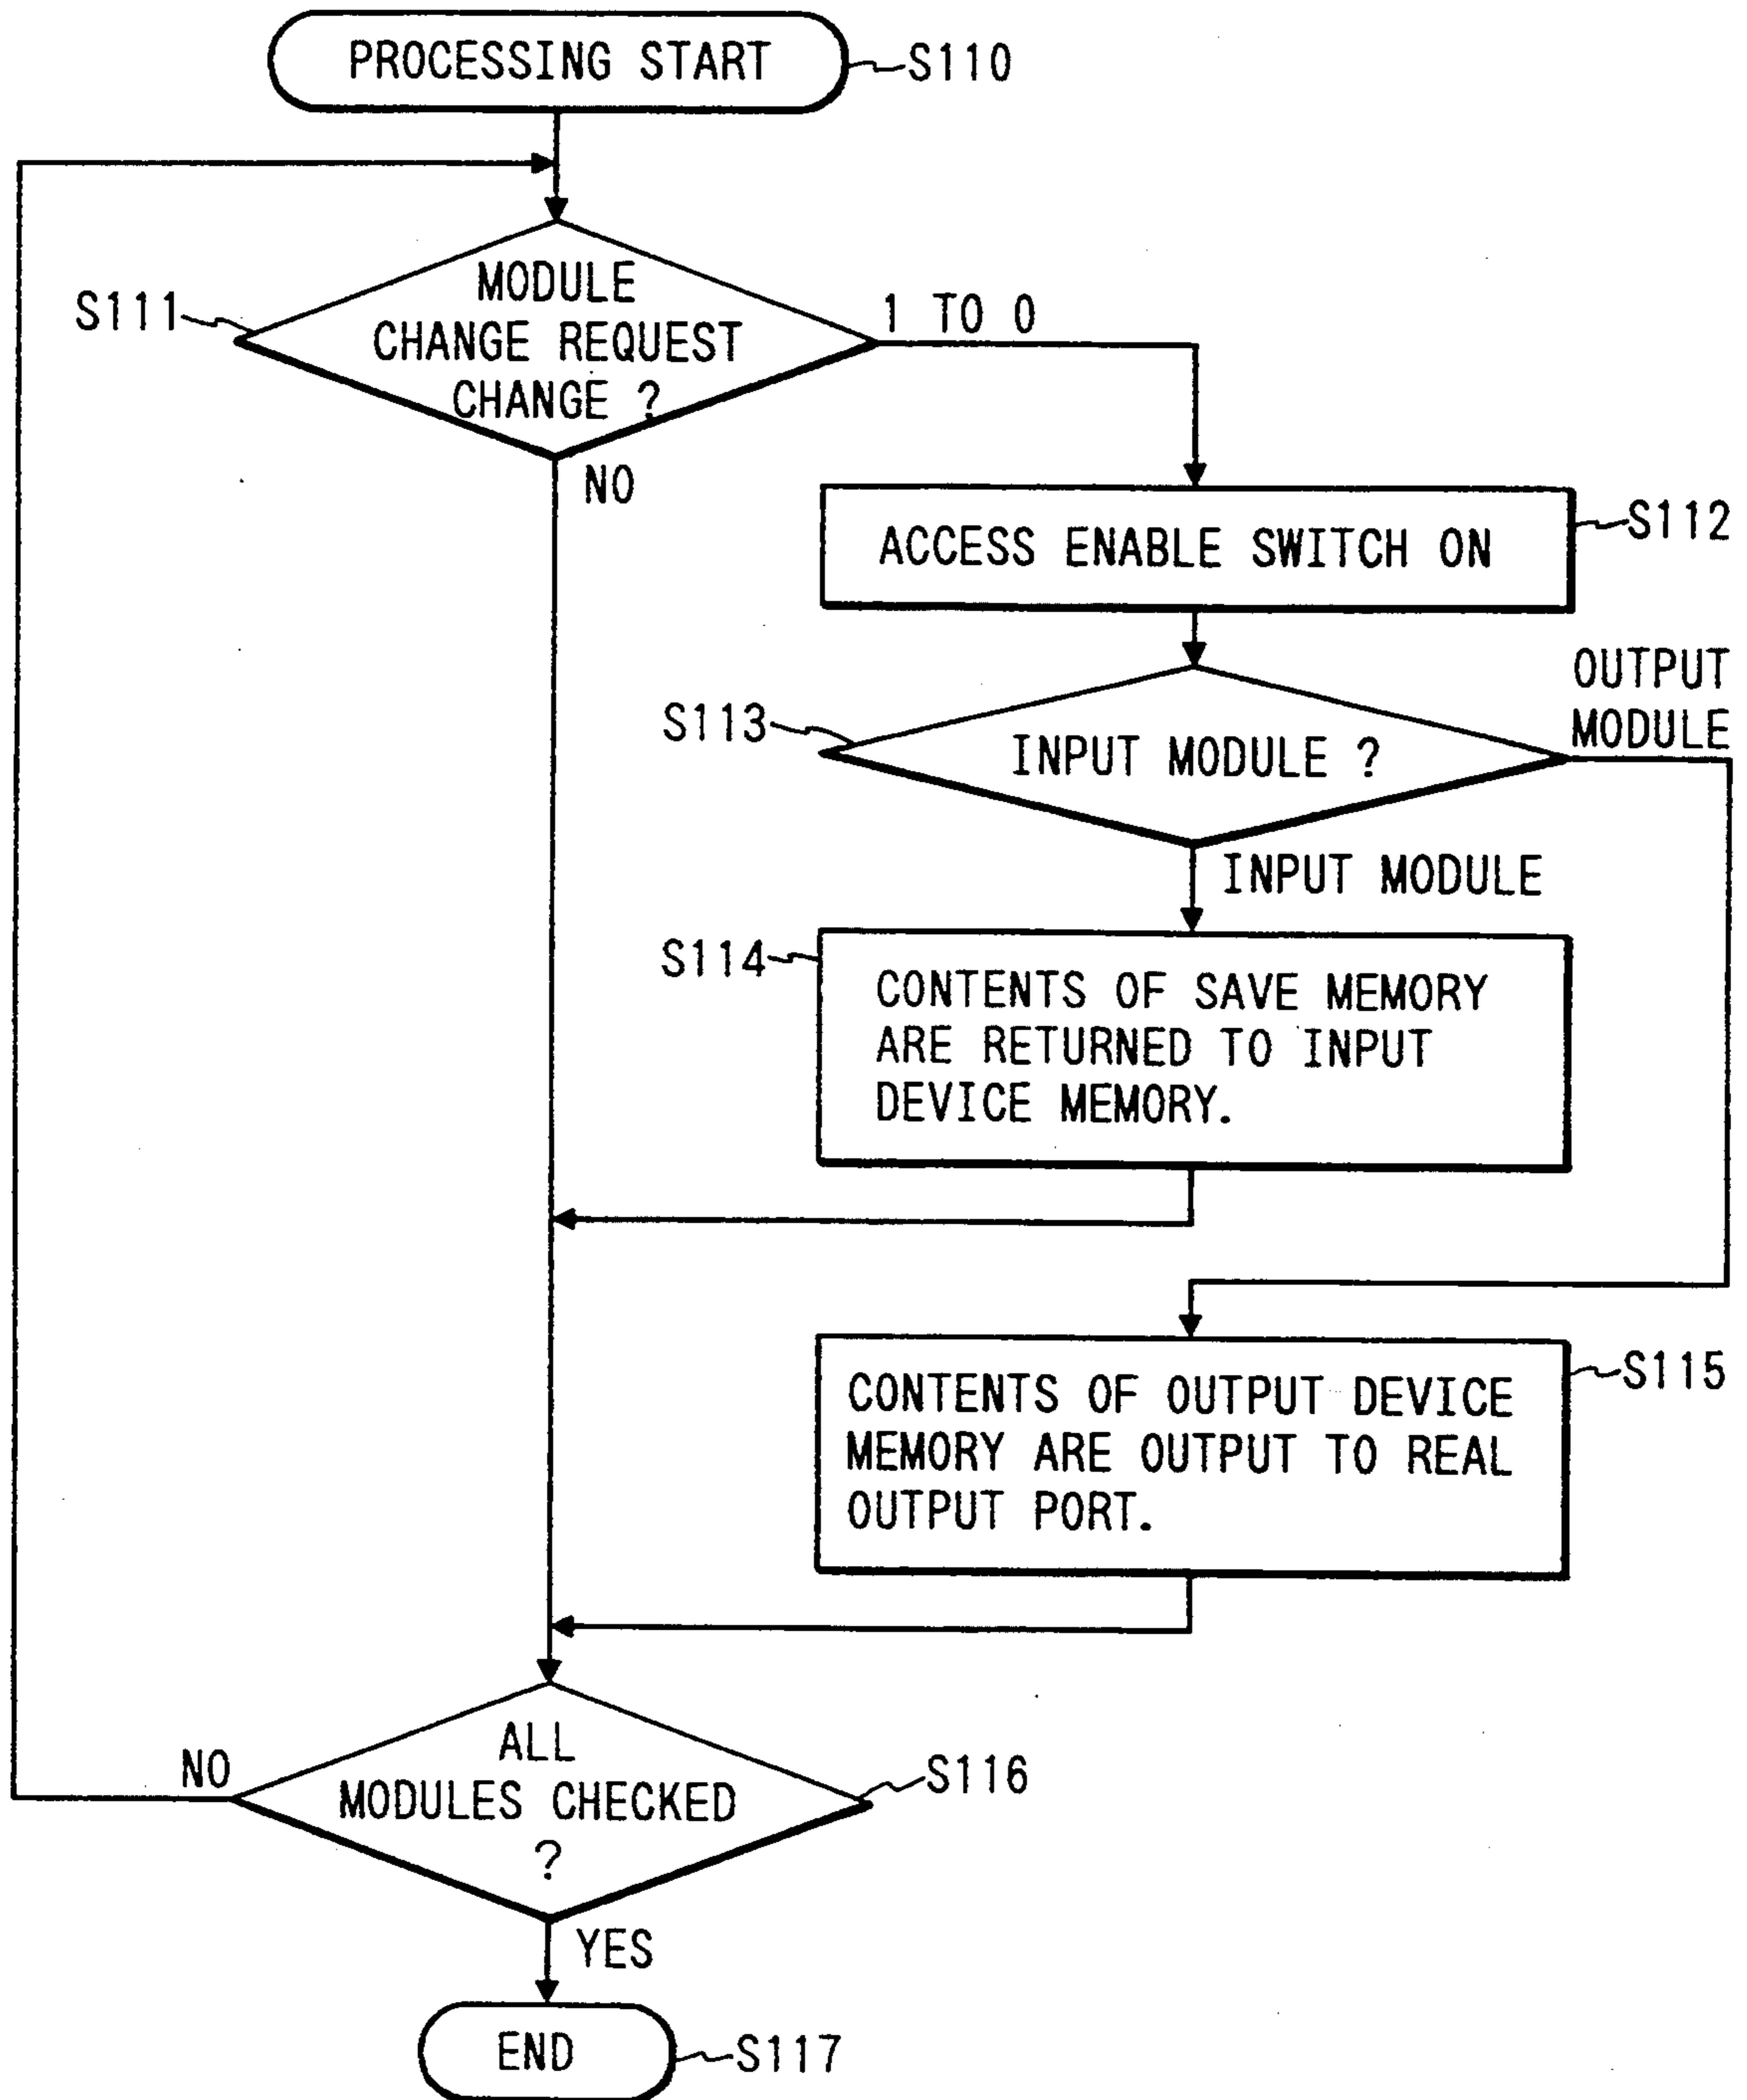 PROCESSING START
S110
S111
MODULE
CHANGE REQUEST
CHANGE ?
1 TO 0
NO
ACCESS ENABLE SWITCH ON
S112
S113
INPUT MODULE ?
OUTPUT
MODULE
INPUT MODULE
S114
CONTENTS OF SAVE MEMORY
ARE RETURNED TO INPUT
DEVICE MEMORY.
CONTENTS OF OUTPUT DEVICE
MEMORY ARE OUTPUT TO REAL
OUTPUT PORT.
S115
NO
ALL
MODULES CHECKED
?
S116
YES
END
S117